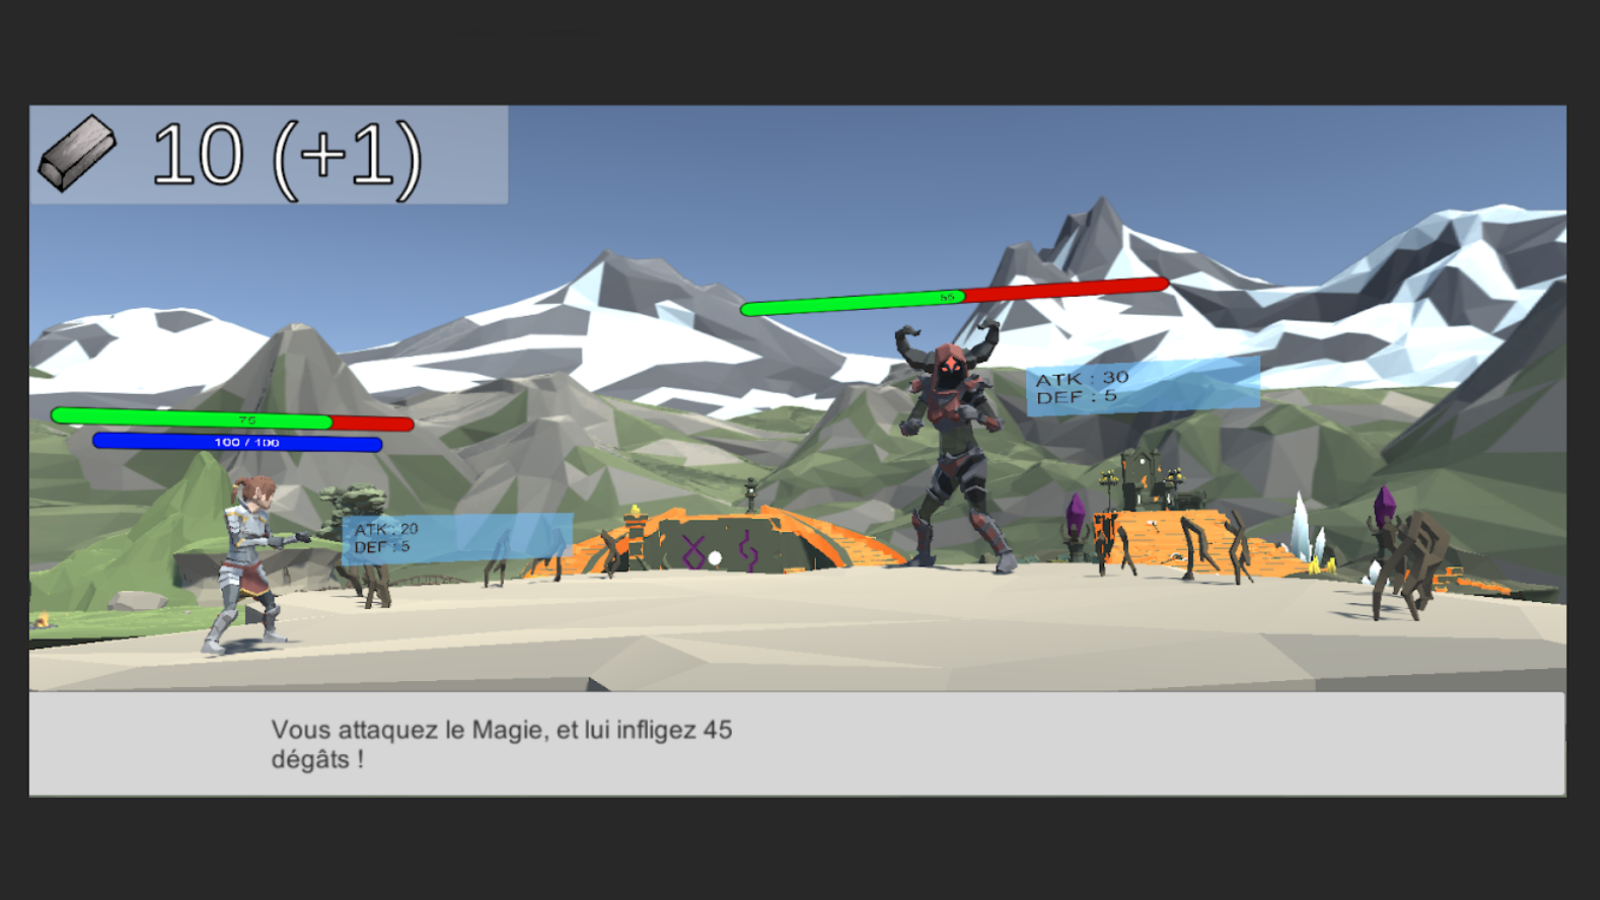 10 (+1)
55
ATK : 30
DEF : 5
75
100 / 100
ATK : 20
DEF : 5
Vous attaquez le Magie, et lui infligez 45
dégâts !